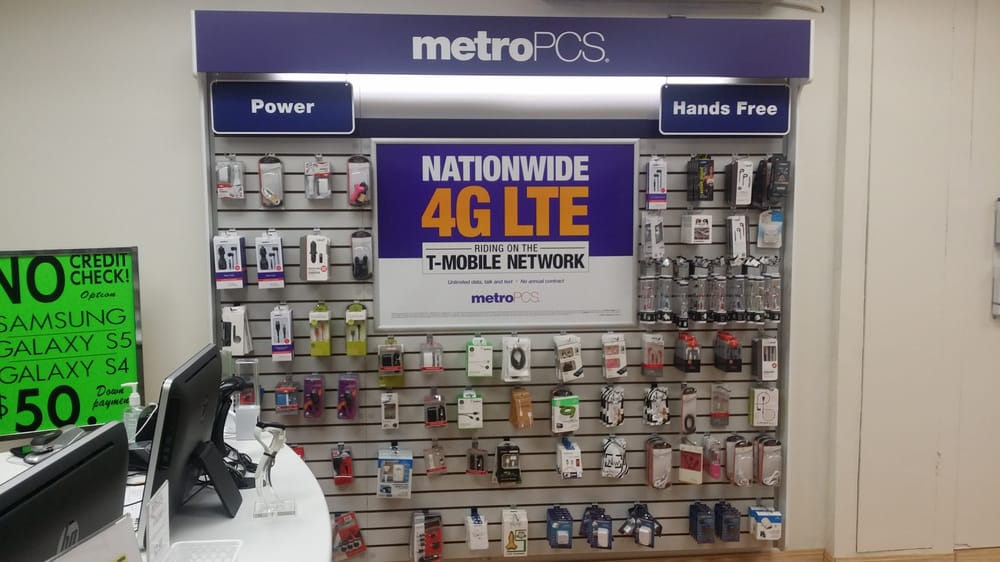 metroPCS.
Power
Hands Free
NATIONWIDE
4G LTE
RIDING ON THE
T-MOBILE NETWORK
Unlimited data, talk and text • No annual contract
metroPCS.
NO CREDIT
CHECK!
Option
SAMSUNG
GALAXY S5
GALAXY S4
$50. Down
payment
hp